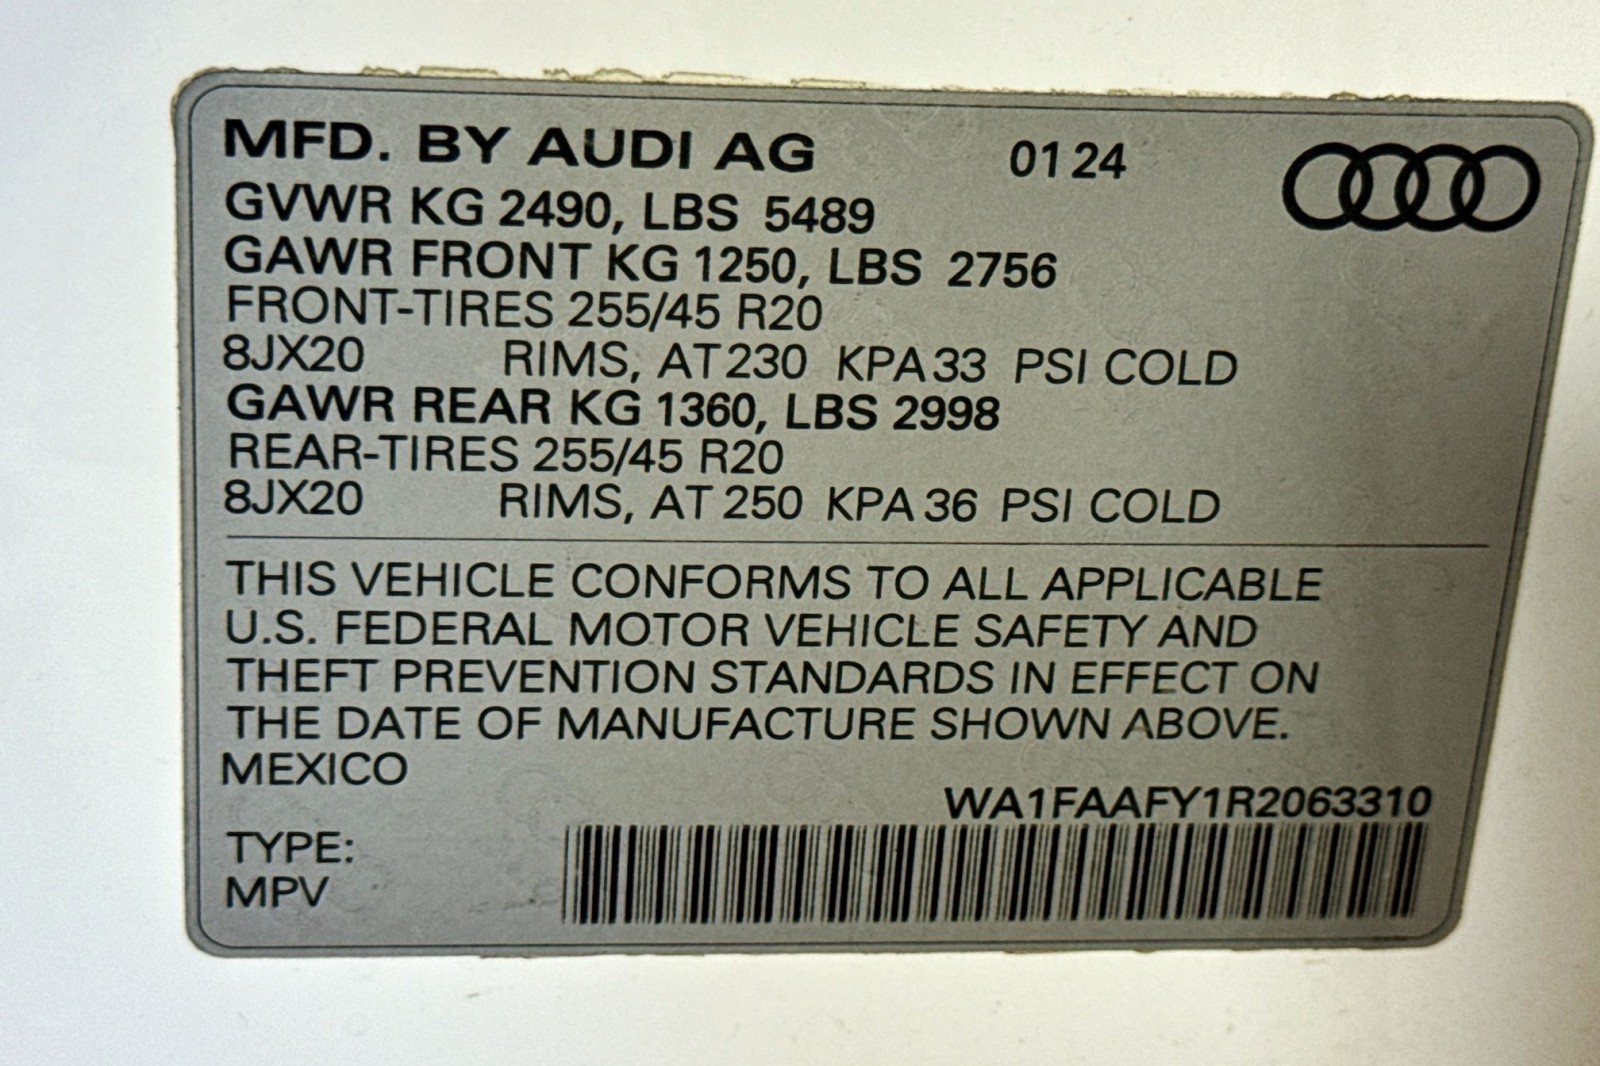 MFD. BY AUDI AG 01 24
GVWR KG 2490, LBS 5489
GAWR FRONT KG 1250, LBS 2756
FRONT-TIRES 255/45 R20
8JX20 RIMS, AT 230 KPA 33 PSI COLD
GAWR REAR KG 1360, LBS 2998
REAR-TIRES 255/45 R20
8JX20 RIMS, AT 250 KPA 36 PSI COLD
THIS VEHICLE CONFORMS TO ALL APPLICABLE
U.S. FEDERAL MOTOR VEHICLE SAFETY AND
THEFT PREVENTION STANDARDS IN EFFECT ON
THE DATE OF MANUFACTURE SHOWN ABOVE.
MEXICO
WA1FAAFY1R2063310
TYPE:
MPV